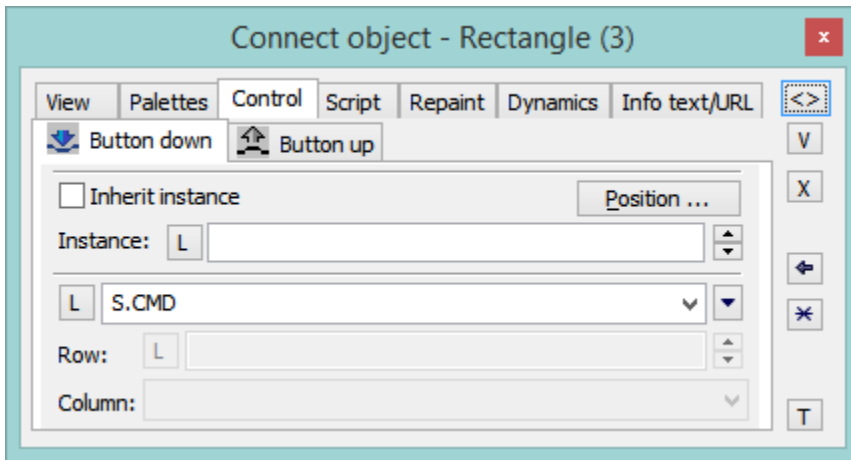 Connect object - Rectangle (3)
x
View Palettes Control Script Repaint Dynamics Info text/URL <>
Button down Button up V
Inherit instance Position ... X
Instance: L
L S.CMD
Row: L
Column:
T